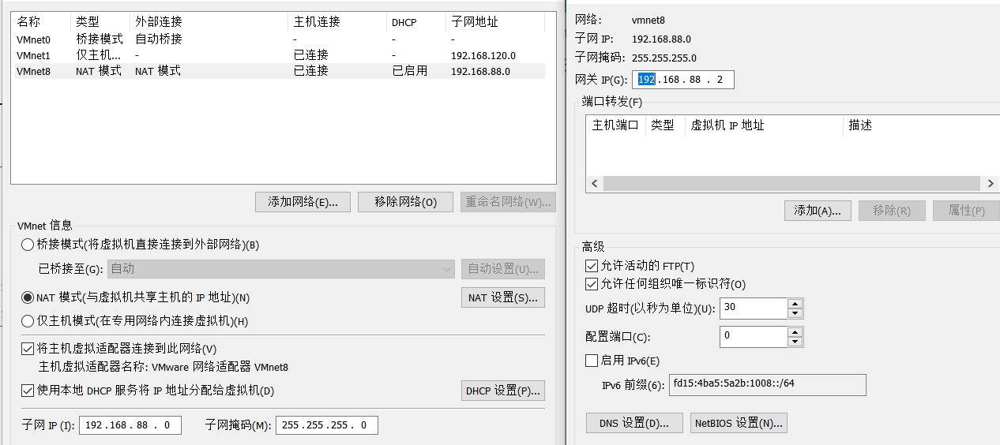 名称 类型 外部连接 主机连接 DHCP 子网地址
VMnet0 桥接模式 自动桥接 - - -
VMnet1 仅主机... - 已连接 - 192.168.120.0
VMnet8 NAT 模式 NAT 模式 已连接 已启用 192.168.88.0
添加网络(E)... 移除网络(O) 重命名网络(W)...
VMnet 信息
桥接模式(将虚拟机直接连接到外部网络)(B)
已桥接至(G): 自动 自动设置(U)...
NAT 模式(与虚拟机共享主机的 IP 地址)(N) NAT 设置(S)...
仅主机模式(在专用网络内连接虚拟机)(H)
将主机虚拟适配器连接到此网络(V)
主机虚拟适配器名称: VMware 网络适配器 VMnet8
使用本地 DHCP 服务将 IP 地址分配给虚拟机(D) DHCP 设置(P)...
子网 IP (I): 192 . 168 . 88 . 0 子网掩码(M): 255 . 255 . 255 . 0
网络: vmnet8
子网 IP: 192.168.88.0
子网掩码: 255.255.255.0
网关 IP(G): 192 . 168 . 88 . 2
端口转发(F)
主机端口 类型 虚拟机 IP 地址 描述
添加(A)... 移除(R) 属性(P)
高级
允许活动的 FTP(T)
允许任何组织唯一标识符(O)
UDP 超时(以秒为单位)(U): 30
配置端口(C): 0
启用 IPv6(E)
IPv6 前缀(6): fd15:4ba5:5a2b:1008::/64
DNS 设置(D)... NetBIOS 设置(N)...